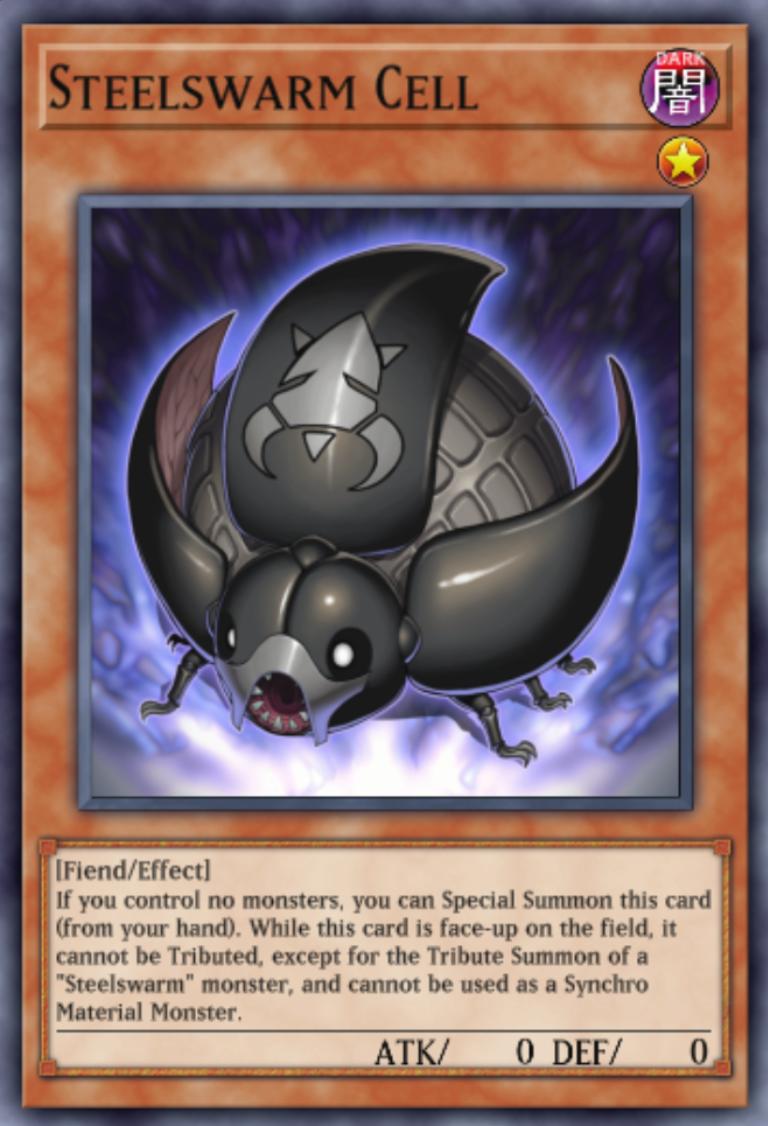 STEELSWARM CELL
DARK
闇
[Fiend/Effect]
If you control no monsters, you can Special Summon this card
(from your hand). While this card is face-up on the field, it
cannot be Tributed, except for the Tribute Summon of a
"Steelswarm" monster, and cannot be used as a Synchro
Material Monster.
ATK/ 0 DEF/ 0